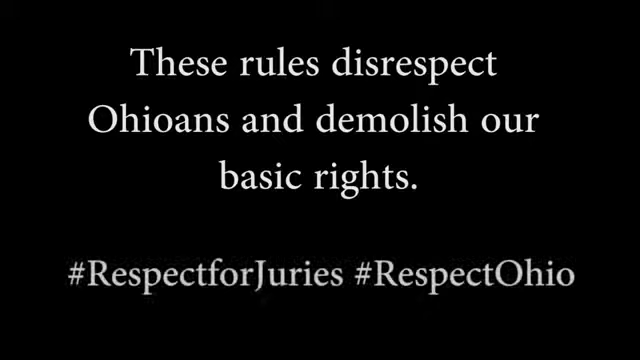 These rules disrespect
Ohioans and demolish our
basic rights.
#RespectforJuries #RespectOhio